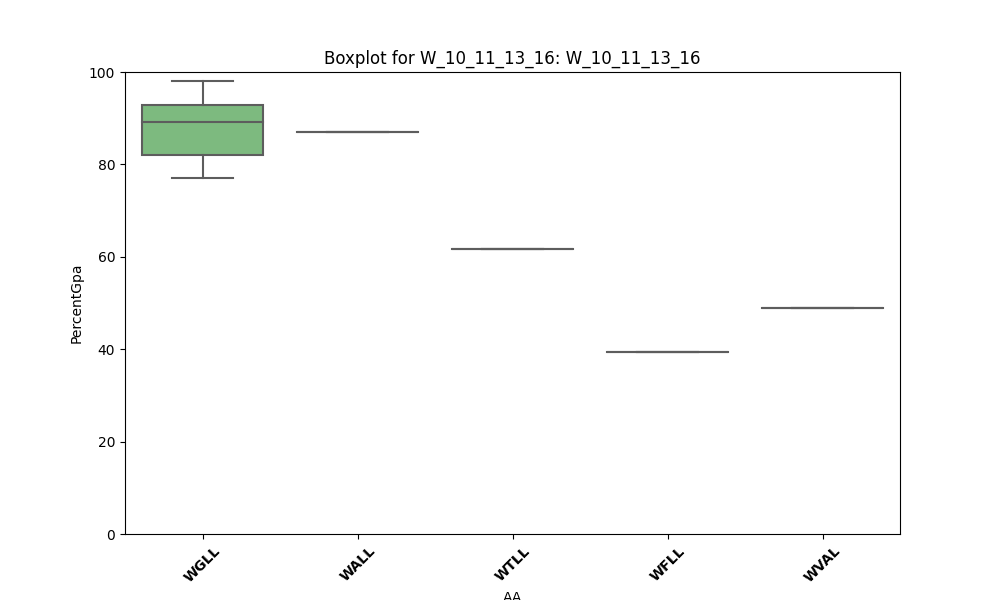 Boxplot for W_10_11_13_16: W_10_11_13_16
100
80
60
40
20
0
PercentGpa
WGLL
WALL
WTLL
WFLL
WVAL
AA